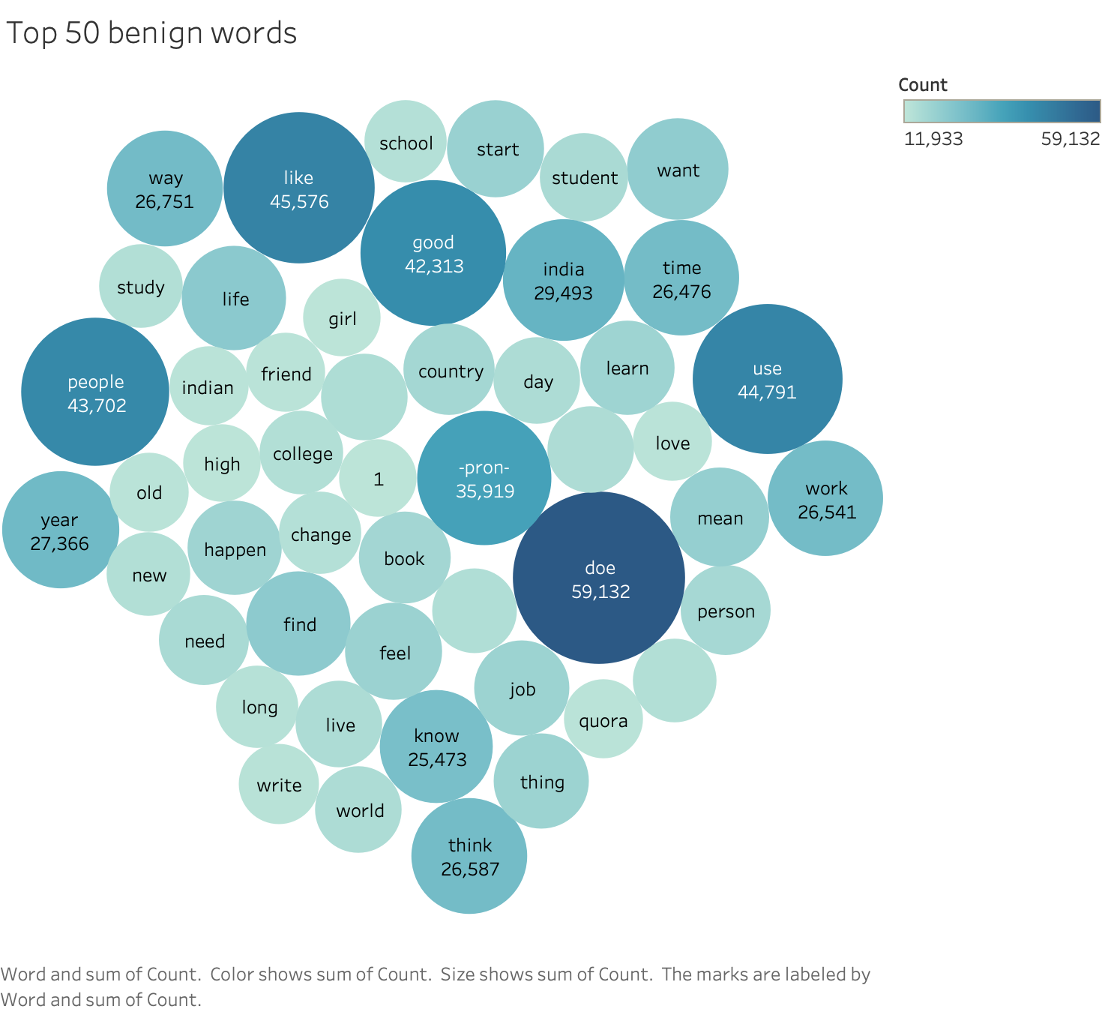 Top 50 benign words
Count
11,933
59,132
school
start
student
want
way
26,751
like
45,576
good
42,313
india
29,493
time
26,476
study
life
girl
people
43,702
indian
friend
country
day
learn
use
44,791
high
college
1
-pron-
35,919
love
old
year
27,366
work
26,541
mean
new
happen
change
book
doe
59,132
person
need
find
feel
job
quora
long
live
know
25,473
thing
write
world
think
26,587
Word and sum of Count.  Color shows sum of Count.  Size shows sum of Count.  The marks are labeled by
Word and sum of Count.